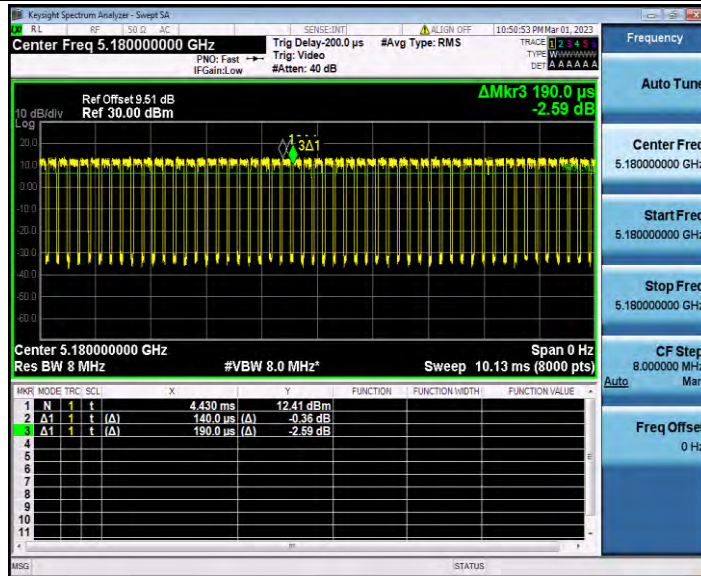 Keysight Spectrum Analyzer - Swept SA
RL RF 50 Ω AC SENSE:INT ALIGN OFF 10:50:53 PM Mar 01, 2023
Center Freq 5.180000000 GHz Trig Delay-200.0 µs #Avg Type: RMS TRACE 1 2 3 4 5 6
PNO: Fast Trig: Video TYPE WWWWWW
IFGain:Low #Atten: 40 dB DET A A A A A A
Frequency
Auto Tune
Center Freq
5.180000000 GHz
Start Freq
5.180000000 GHz
Stop Freq
5.180000000 GHz
CF Step
8.000000 MHz
Auto Man
Freq Offset
0 Hz
ΔMkr3 190.0 µs
-2.59 dB
Ref Offset 9.51 dB
10 dB/div Ref 30.00 dBm
Log
20.0
10.0
0.00
-10.0
-20.0
-30.0
-40.0
-50.0
-60.0
3Δ1
Center 5.180000000 GHz Span 0 Hz
Res BW 8 MHz #VBW 8.0 MHz* Sweep 10.13 ms (8000 pts)
MKR MODE TRC SCL X Y FUNCTION FUNCTION WIDTH FUNCTION VALUE
1 N 1 t 4.430 ms 12.41 dBm
2 Δ1 1 t (Δ) 140.0 µs (Δ) -0.36 dB
3 Δ1 1 t (Δ) 190.0 µs (Δ) -2.59 dB
4
5
6
7
8
9
10
11
MSG STATUS